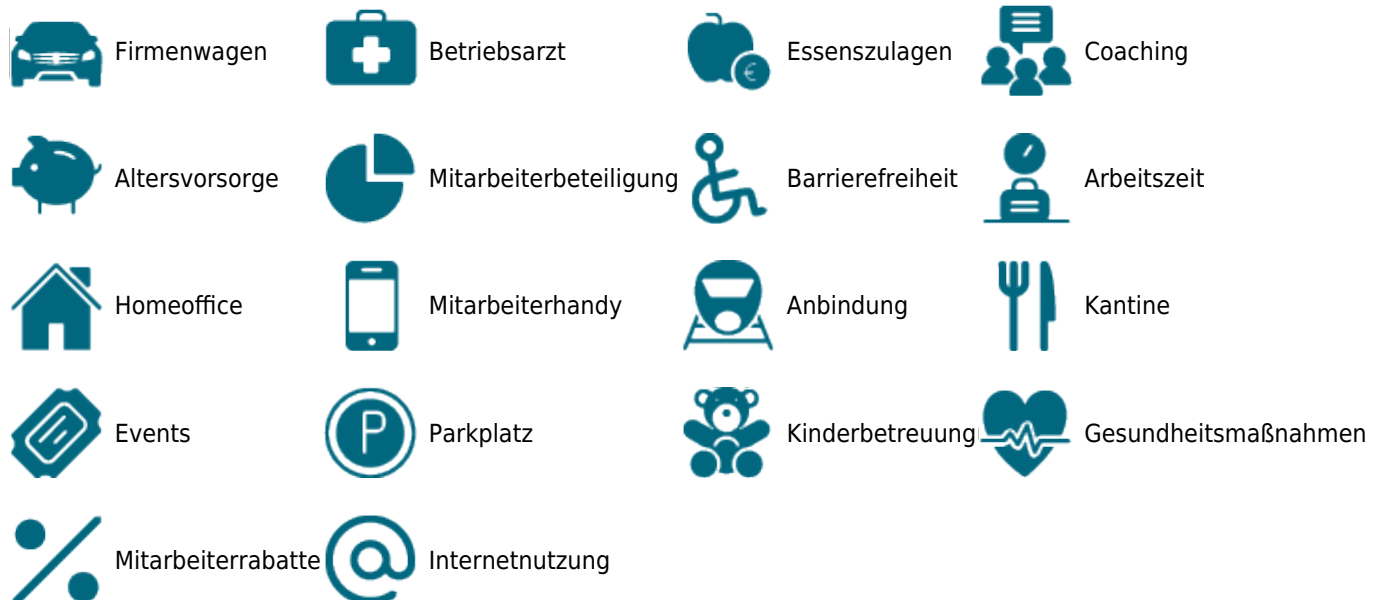 Firmenwagen Betriebsarzt Essenszulagen Coaching
Altersvorsorge Mitarbeiterbeteiligung Barrierefreiheit Arbeitszeit
Homeoffice Mitarbeiterhandy Anbindung Kantine
Events P Parkplatz Kinderbetreuung Gesundheitsmaßnahmen
Mitarbeiterrabatte Internetnutzung